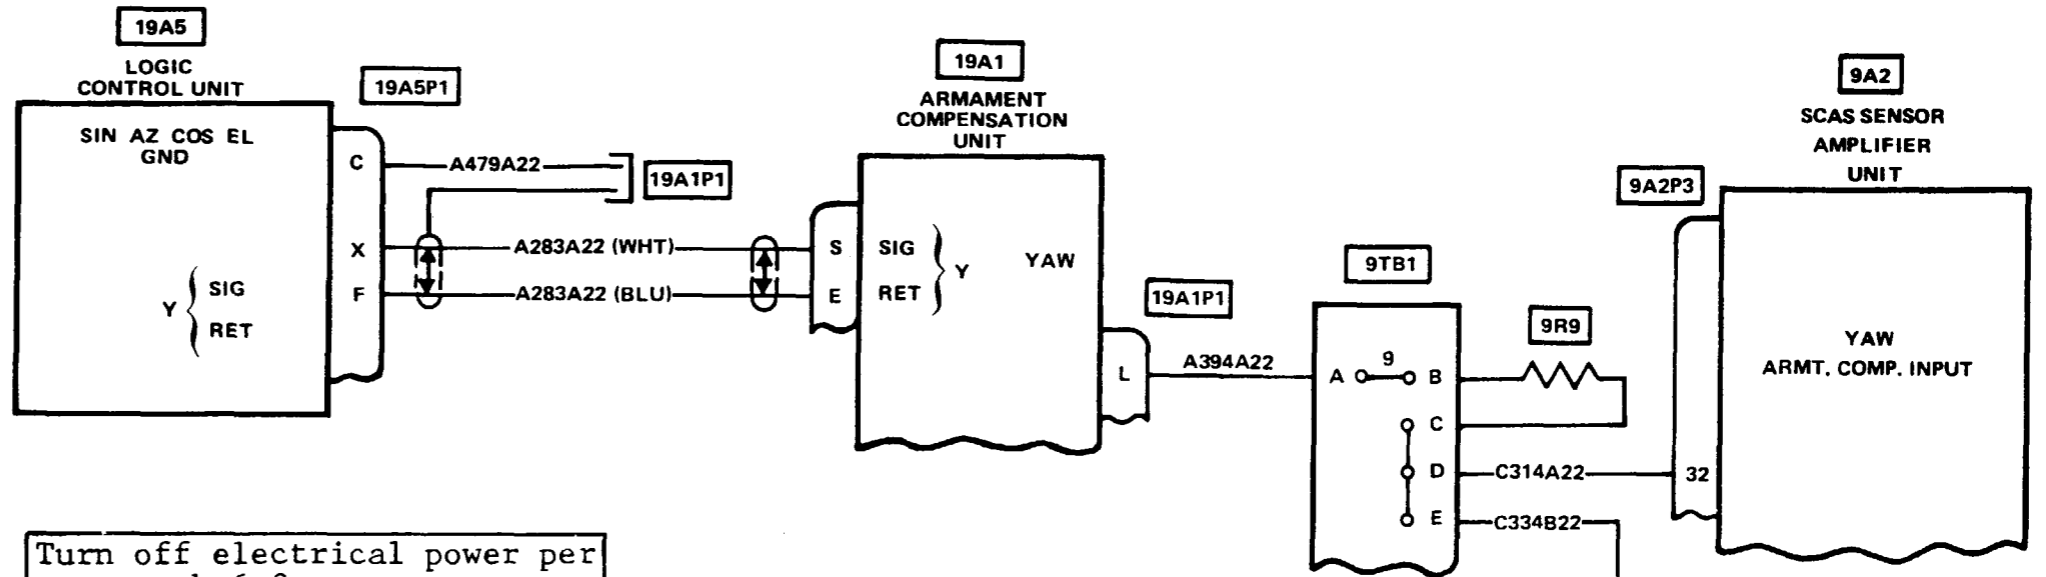 19A5
LOGIC
CONTROL UNIT
19A5P1
SIN AZ COS EL
GND
C
A479A22
19A1P1
X
A283A22 (WHT)
F
A283A22 (BLU)
Y
SIG
RET
19A1
ARMAMENT
COMPENSATION
UNIT
S
SIG
E
RET
Y
YAW
19A1P1
L
A394A22
9TB1
A
9
B
C
D
E
9R9
C314A22
C334B22
9A2
SCAS SENSOR
AMPLIFIER
UNIT
9A2P3
32
YAW
ARMT. COMP. INPUT
Turn off electrical power per